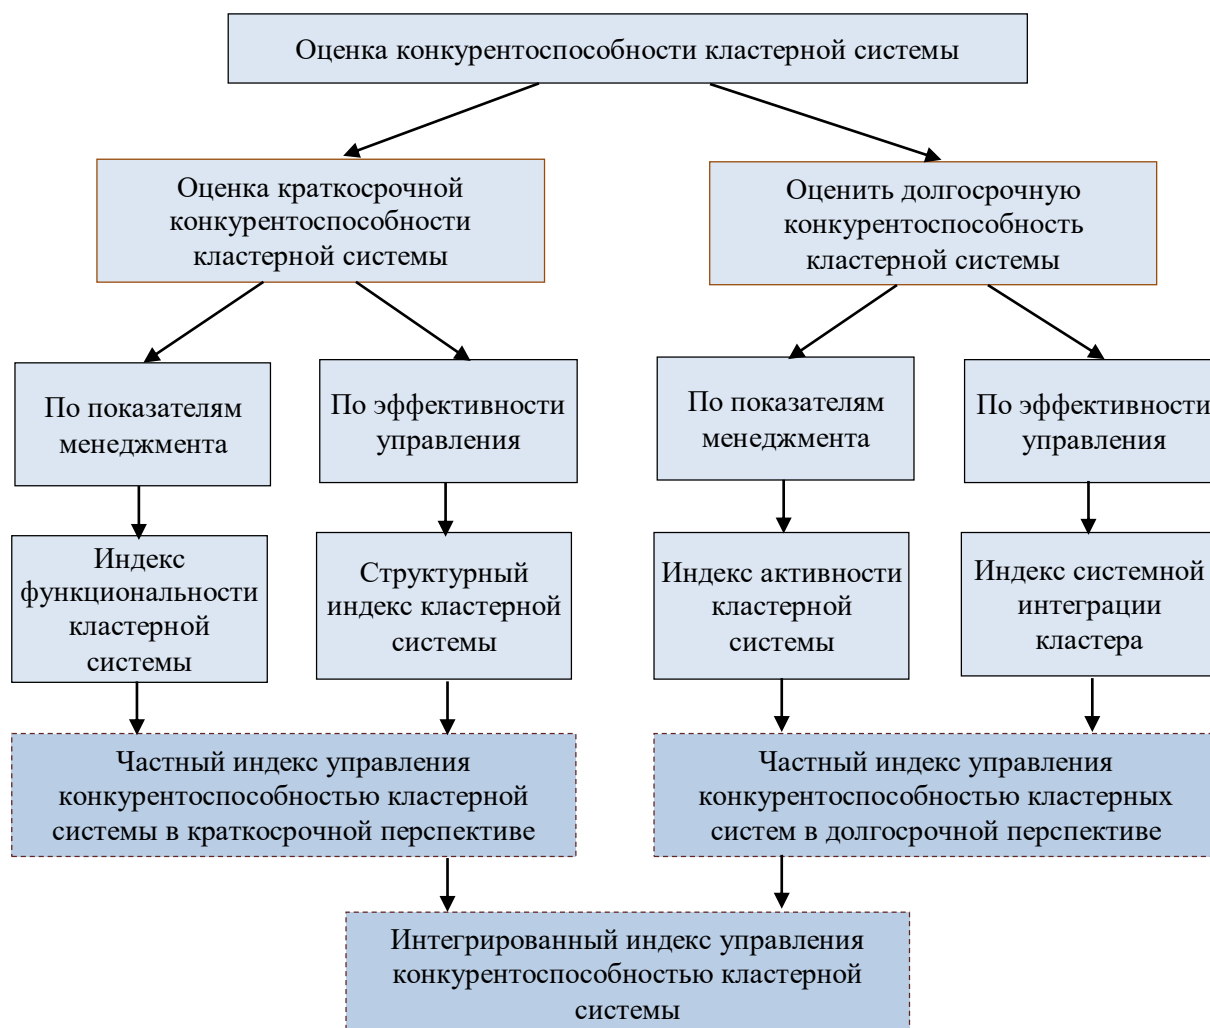 Оценка конкурентоспособности кластерной системы
Оценка краткосрочной
конкурентоспособности
кластерной системы
Оценить долгосрочную
конкурентоспособность
кластерной системы
По показателям
менеджмента
По эффективности
управления
По показателям
менеджмента
По эффективности
управления
Индекс
функциональности
кластерной
системы
Структурный
индекс кластерной
системы
Индекс активности
кластерной
системы
Индекс системной
интеграции
кластера
Частный индекс управления
конкурентоспособностью кластерной
системы в краткосрочной перспективе
Частный индекс управления
конкурентоспособностью кластерных
систем в долгосрочной перспективе
Интегрированный индекс управления
конкурентоспособностью кластерной
системы